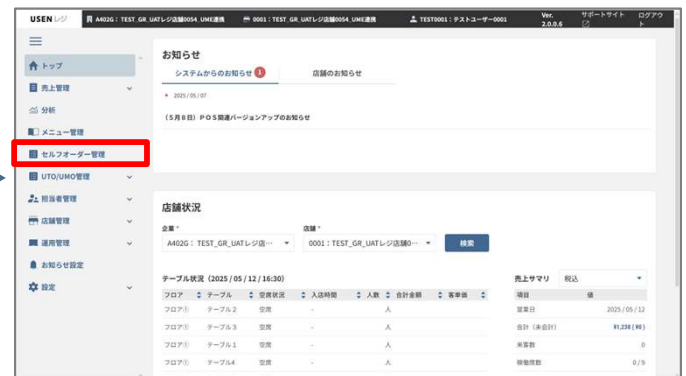 USEN レジ A402G : TEST_GR_UATレジ店舗0054_UME連携 0001 : TEST_GR_UATレジ店舗0054_UME連携 TEST0001 : テストユーザー0001 Ver. 2.0.0.6 サポートサイト ログアウト
トップ
売上管理
分析
メニュー管理
セルフオーダー管理
UTO/UMO管理
担当者管理
店舗管理
運用管理
お知らせ設定
設定
お知らせ
システムからのお知らせ 1 店舗のお知らせ
2025/05/07
(5月8日) POS関連バージョンアップのお知らせ
店舗状況
企業 * 店舗 *
A402G : TEST_GR_UATレジ店… 0001 : TEST_GR_UATレジ店舗0… 検索
テーブル状況 (2025/05/12/16:30)
フロア テーブル 空席状況 入店時間 人数 合計金額 客単価
フロア① テーブル2 空席 - 人
フロア① テーブル3 空席 - 人
フロア① テーブル1 空席 - 人
フロア① テーブル4 空席 - 人
売上サマリ 税込
項目 値
営業日 2025/05/12
合計 (未会計) ¥1,238 (¥0)
来客数 0
稼働席数 0/9